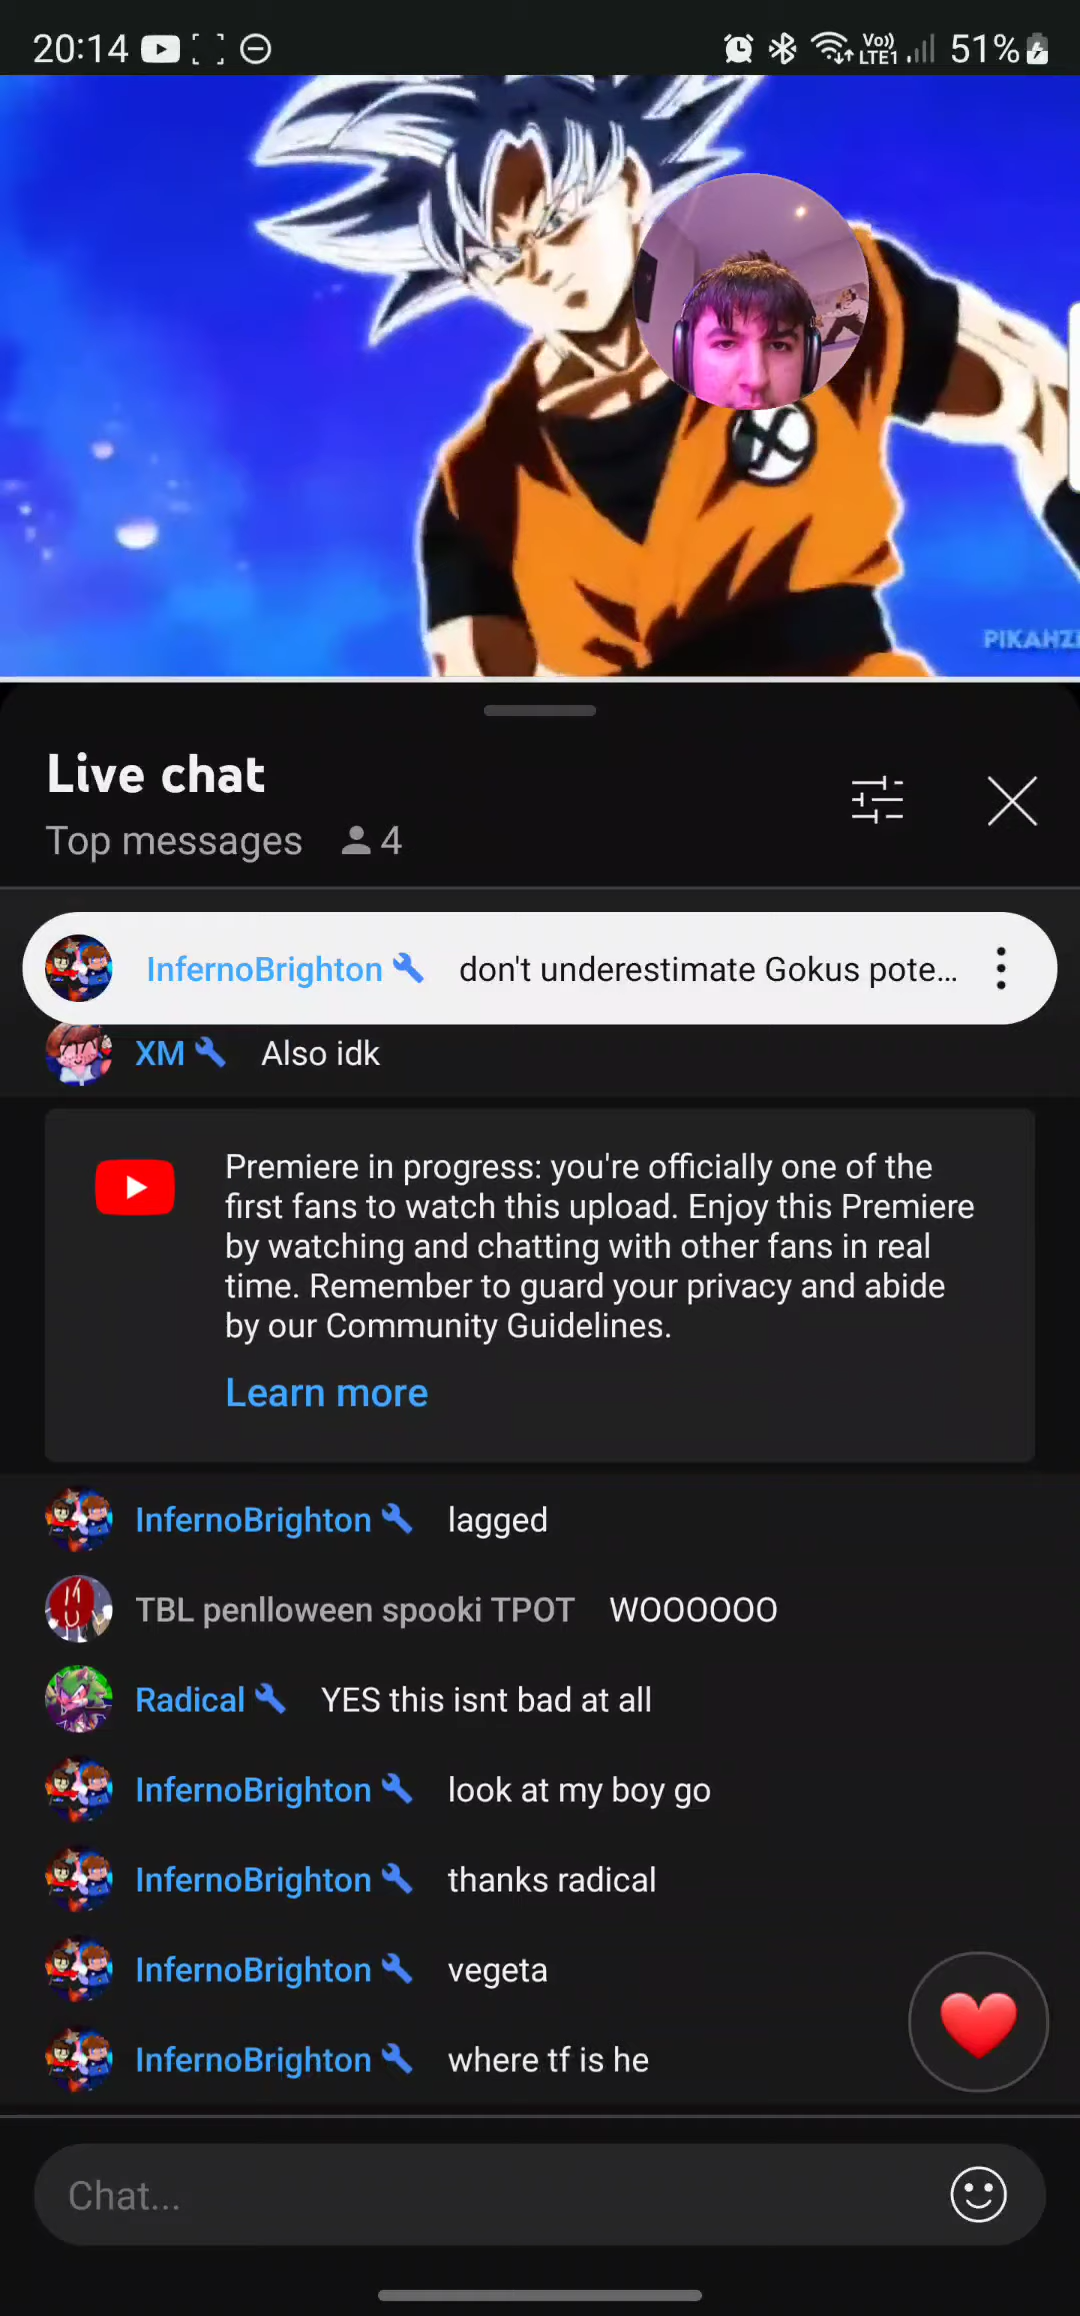 20:14
Vo))
LTE1
51%
PIKAHZ
Live chat
Top messages 4
InfernoBrighton don't underestimate Gokus pote...
XM Also idk
Premiere in progress: you're officially one of the
first fans to watch this upload. Enjoy this Premiere
by watching and chatting with other fans in real
time. Remember to guard your privacy and abide
by our Community Guidelines.
Learn more
InfernoBrighton lagged
TBL penlloween spooki TPOT WOOOOOO
Radical YES this isnt bad at all
InfernoBrighton look at my boy go
InfernoBrighton thanks radical
InfernoBrighton vegeta
InfernoBrighton where tf is he
Chat...